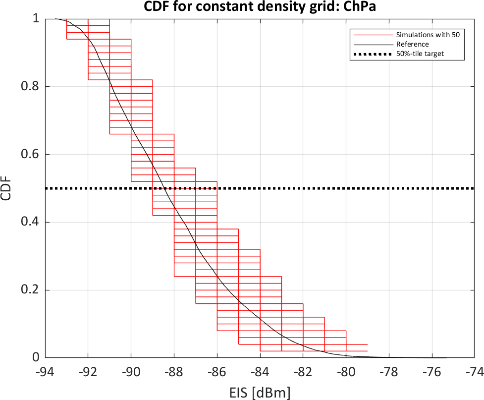 CDF for constant density grid: ChPa
Simulations with 50
Reference
50%-tile target
1
0.8
0.6
0.4
0.2
0
CDF
-94 -92 -90 -88 -86 -84 -82 -80 -78 -76 -74
EIS [dBm]